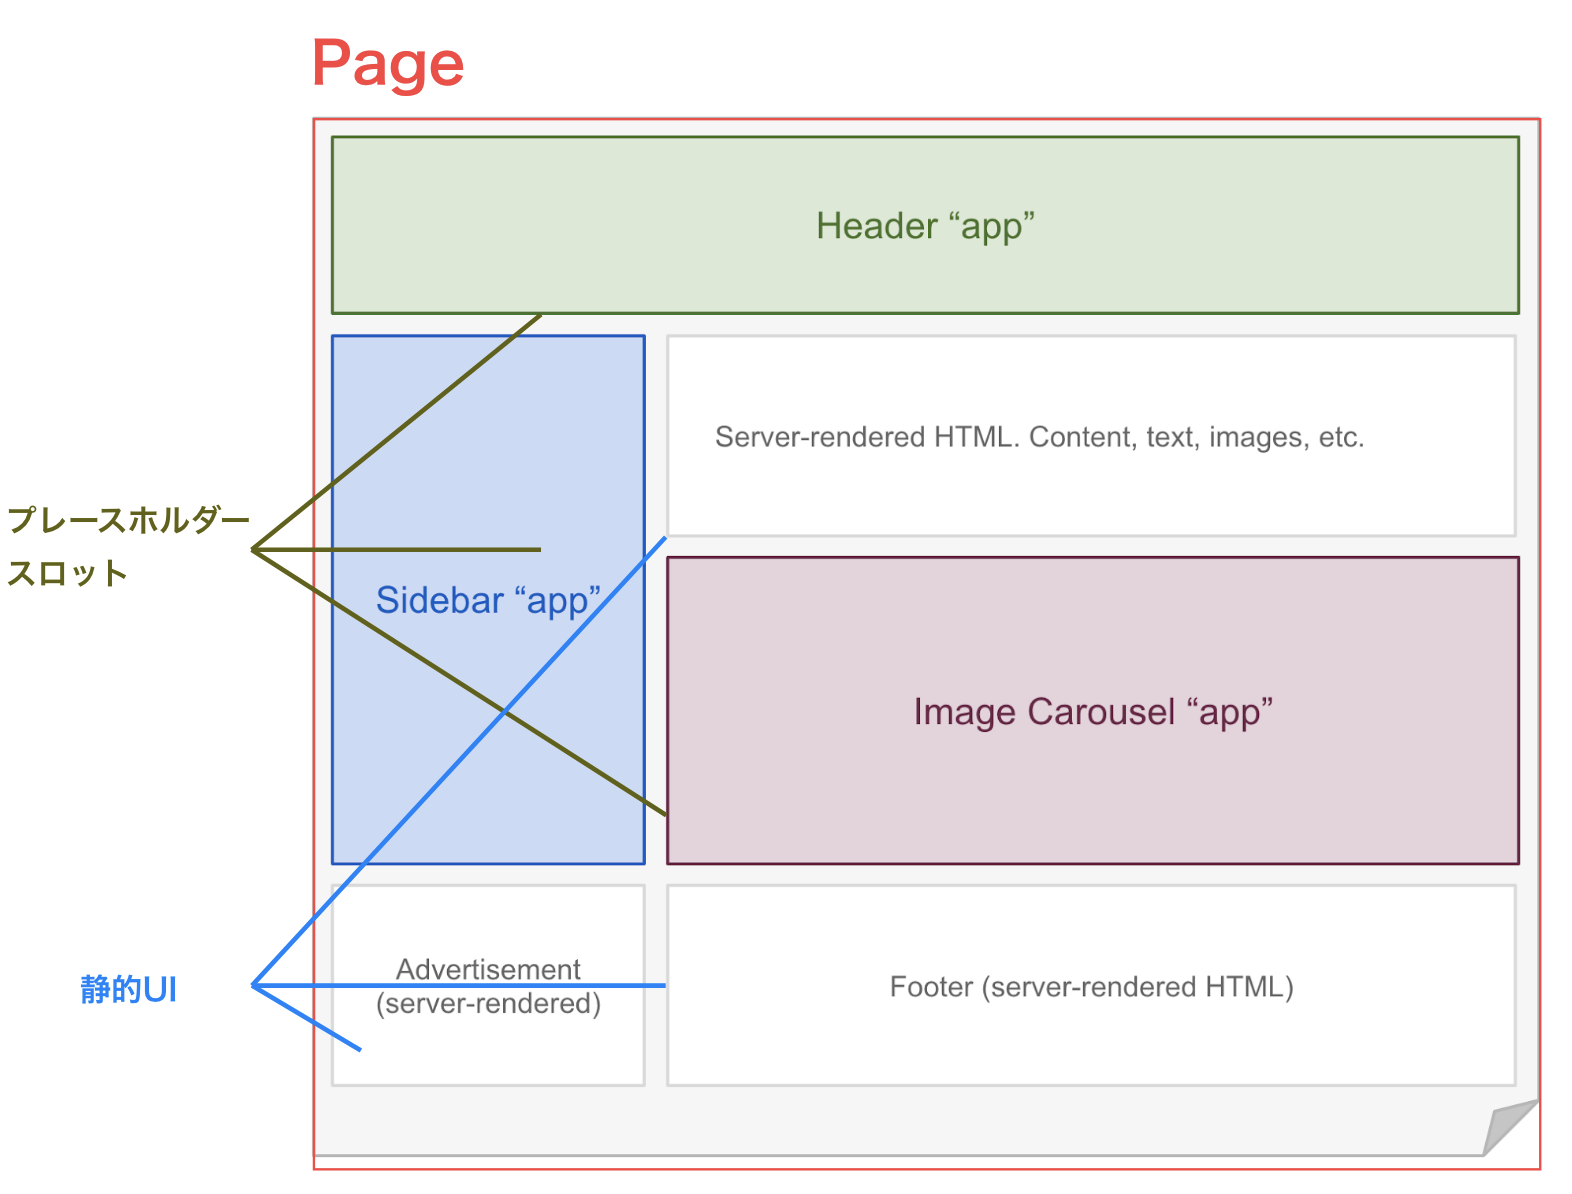 Page
Header “app”
Server-rendered HTML. Content, text, images, etc.
プレースホルダー
スロット
Sidebar “app”
Image Carousel “app”
静的UI
Advertisement
(server-rendered)
Footer (server-rendered HTML)